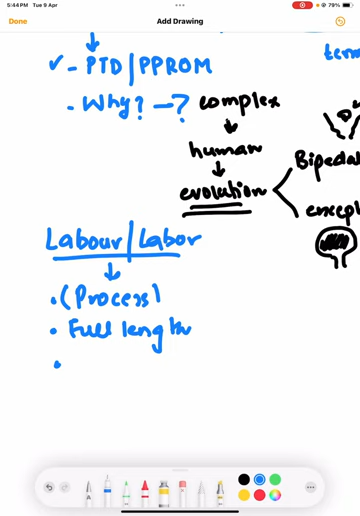 5:44 PM Tue 9 Apr
79%
Done
Add Drawing
- PTD | PPROM
term
- Why? → ? complex
human
evolution
Bipedal
enceph
Labour | Labor
• (Process)
• Full length
•